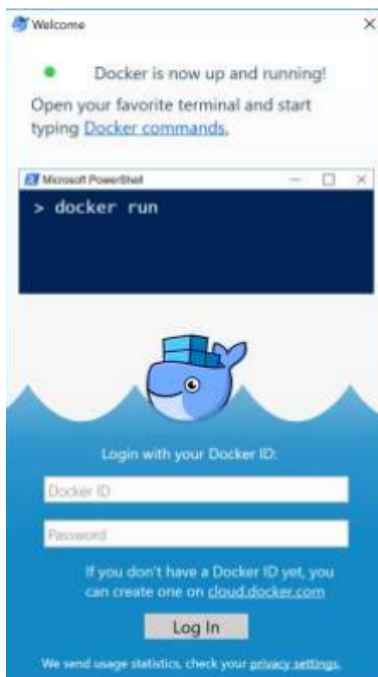 Welcome
Docker is now up and running!
Open your favorite terminal and start
typing Docker commands.
Microsoft PowerShell
> docker run
Login with your Docker ID:
Docker ID
Password
If you don't have a Docker ID yet, you
can create one on cloud.docker.com
Log In
We send usage statistics, check your privacy settings.